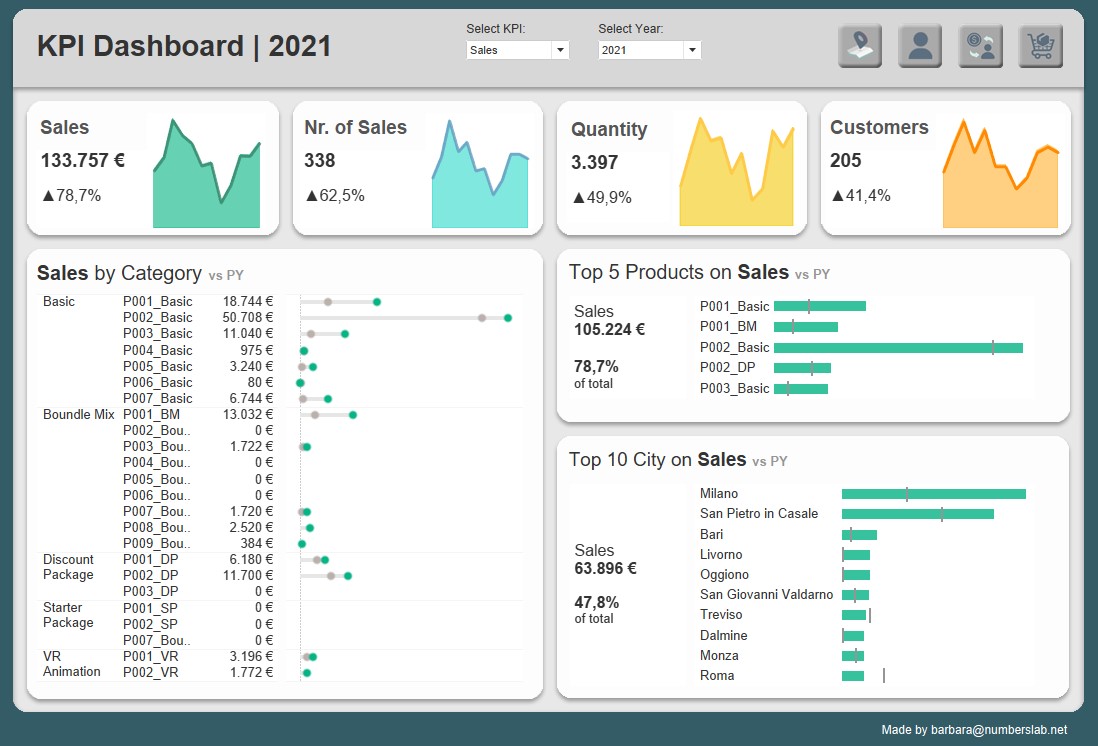 KPI Dashboard | 2021
Select KPI:
Sales
Select Year:
2021
Sales
133.757 €
▲78,7%
Nr. of Sales
338
▲62,5%
Quantity
3.397
▲49,9%
Customers
205
▲41,4%
Sales by Category vs PY
Basic P001_Basic 18.744 €
P002_Basic 50.708 €
P003_Basic 11.040 €
P004_Basic 975 €
P005_Basic 3.240 €
P006_Basic 80 €
P007_Basic 6.744 €
Boundle Mix P001_BM 13.032 €
P002_Bou.. 0 €
P003_Bou.. 1.722 €
P004_Bou.. 0 €
P005_Bou.. 0 €
P006_Bou.. 0 €
P007_Bou.. 1.720 €
P008_Bou.. 2.520 €
P009_Bou.. 384 €
Discount P001_DP 6.180 €
Package P002_DP 11.700 €
P003_DP 0 €
Starter P001_SP 0 €
Package P002_SP 0 €
P007_Bou.. 0 €
VR P001_VR 3.196 €
Animation P002_VR 1.772 €
Top 5 Products on Sales vs PY
Sales
105.224 €
78,7%
of total
P001_Basic
P001_BM
P002_Basic
P002_DP
P003_Basic
Top 10 City on Sales vs PY
Sales
63.896 €
47,8%
of total
Milano
San Pietro in Casale
Bari
Livorno
Oggiono
San Giovanni Valdarno
Treviso
Dalmine
Monza
Roma
Made by barbara@numberslab.net